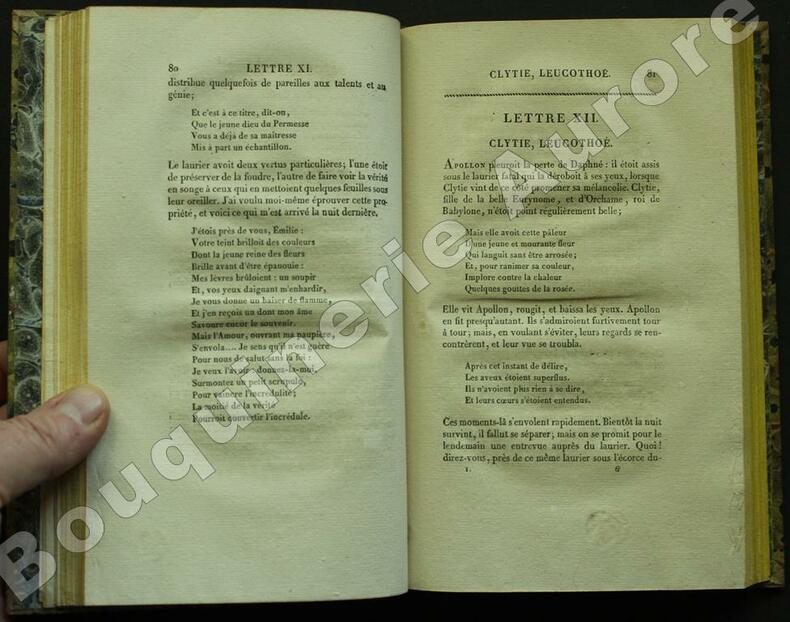 80 LETTRE XI.
distribue quelquefois de pareilles aux talents et au
génie;
Et c'est à ce titre, dit-on,
Que le jeune dieu du Permesse
Vous a déjà de sa maîtresse
Mis à part un échantillon.
Le laurier avoit deux vertus particulières; l'une étoit
de préserver de la foudre, l'autre de faire voir la vérité
en songe à ceux qui en mettoient quelques feuilles sous
leur oreiller. J'ai voulu moi-même éprouver cette pro-
priété, et voici ce qui m'est arrivé la nuit dernière.
J'étois près de vous, Émilie:
Votre teint brilloit des couleurs
Dont la jeune reine des fleurs
Brille avant d'être épanouie:
Mes lèvres brûloient: un soupir
Et, vos yeux daignant m'enhardir,
Je vous donne un baiser de flamme,
Et j'en reçois un dont mon âme
Savoure encor le souvenir.
Mais l'Amour, ouvrant ma paupière,
S'envola.... Je sens qu'il n'est guère
Pour nous de salut sans la foi:
Je veux l'avoir: donnez-la-moi.
Surmontez un petit scrupule,
Pour vaincre l'incrédulité;
La moitié de la vérité
Pourroit convertir l'incrédule.
CLYTIE, LEUCOTHOÉ. 81
LETTRE XII.
CLYTIE, LEUCOTHOÉ.
APOLLON pleuroit la perte de Daphné: il étoit assis
sous le laurier fatal qui la déroboit à ses yeux, lorsque
Clytie vint de ce côté promener sa mélancolie. Clytie,
fille de la belle Eurynome, et d'Orchame, roi de
Babylone, n'étoit point régulièrement belle;
Mais elle avoit cette pâleur
D'une jeune et mourante fleur
Qui languit sans être arrosée;
Et, pour ranimer sa couleur,
Implore contre la chaleur
Quelques gouttes de la rosée.
Elle vit Apollon, rougit, et baissa les yeux. Apollon
en fit presqu'autant. Ils s'admiroient furtivement tour
à tour; mais, en voulant s'éviter, leurs regards se ren-
contrèrent, et leur vue se troubla.
Après cet instant de délire,
Les aveux étoient superflus.
Ils n'avoient plus rien à se dire,
Et leurs cœurs s'étoient entendus.
Ces moments-là s'envolent rapidement. Bientôt la nuit
survint, il fallut se séparer; mais on se promit pour le
lendemain une entrevue auprès du laurier. Quoi!
direz-vous, près de ce même laurier sous l'écorce du-
1. 6
Bouquinerie Aurore